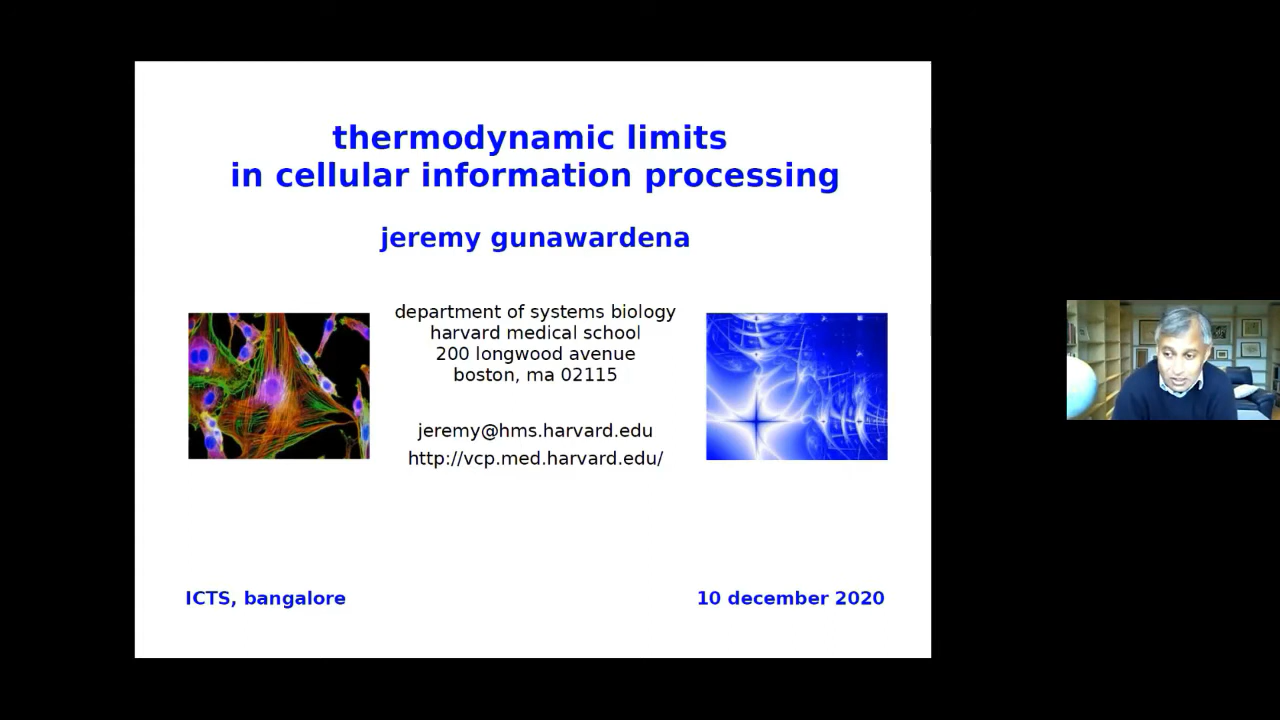 thermodynamic limits
in cellular information processing
jeremy gunawardena
department of systems biology
harvard medical school
200 longwood avenue
boston, ma 02115
jeremy@hms.harvard.edu
http://vcp.med.harvard.edu/
ICTS, bangalore
10 december 2020